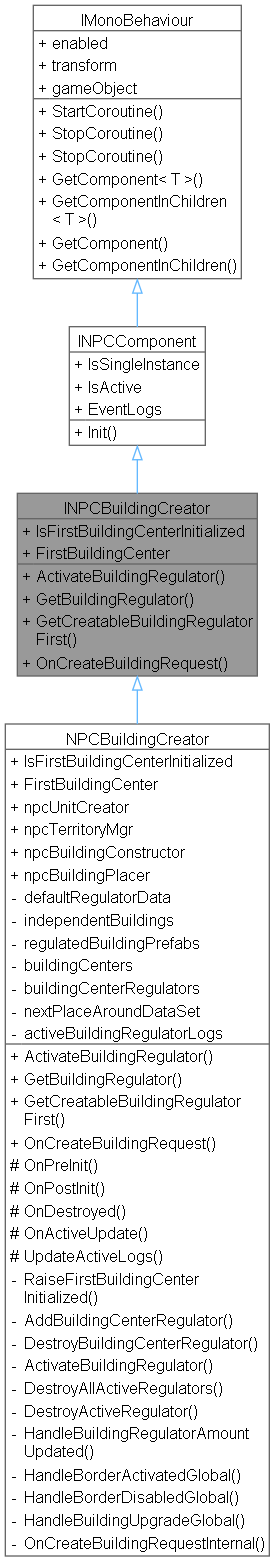 IMonoBehaviour
+ enabled
+ transform
+ gameObject
+ StartCoroutine()
+ StopCoroutine()
+ StopCoroutine()
+ GetComponent< T >()
+ GetComponentInChildren
< T >()
+ GetComponent()
+ GetComponentInChildren()
INPCComponent
+ IsSingleInstance
+ IsActive
+ EventLogs
+ Init()
INPCBuildingCreator
+ IsFirstBuildingCenterInitialized
+ FirstBuildingCenter
+ ActivateBuildingRegulator()
+ GetBuildingRegulator()
+ GetCreatableBuildingRegulator
First()
+ OnCreateBuildingRequest()
NPCBuildingCreator
+ IsFirstBuildingCenterInitialized
+ FirstBuildingCenter
+ npcUnitCreator
+ npcTerritoryMgr
+ npcBuildingConstructor
+ npcBuildingPlacer
- defaultRegulatorData
- independentBuildings
- regulatedBuildingPrefabs
- buildingCenters
- buildingCenterRegulators
- nextPlaceAroundDataSet
- activeBuildingRegulatorLogs
+ ActivateBuildingRegulator()
+ GetBuildingRegulator()
+ GetCreatableBuildingRegulator
First()
+ OnCreateBuildingRequest()
# OnPreInit()
# OnPostInit()
# OnDestroyed()
# OnActiveUpdate()
# UpdateActiveLogs()
- RaiseFirstBuildingCenter
Initialized()
- AddBuildingCenterRegulator()
- DestroyBuildingCenterRegulator()
- ActivateBuildingRegulator()
- DestroyAllActiveRegulators()
- DestroyActiveRegulator()
- HandleBuildingRegulatorAmount
Updated()
- HandleBorderActivatedGlobal()
- HandleBorderDisabledGlobal()
- HandleBuildingUpgradeGlobal()
- OnCreateBuildingRequestInternal()